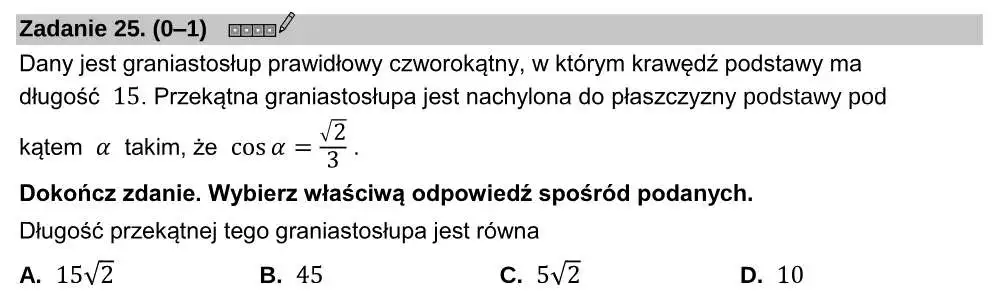 Zadanie 25. (0–1)
Dany jest graniastosłup prawidłowy czworokątny, w którym krawędź podstawy ma
długość 15. Przekątna graniastosłupa jest nachylona do płaszczyzny podstawy pod
kątem α takim, że cos α = √2/3 .
Dokończ zdanie. Wybierz właściwą odpowiedź spośród podanych.
Długość przekątnej tego graniastosłupa jest równa
A. 15√2 B. 45 C. 5√2 D. 10